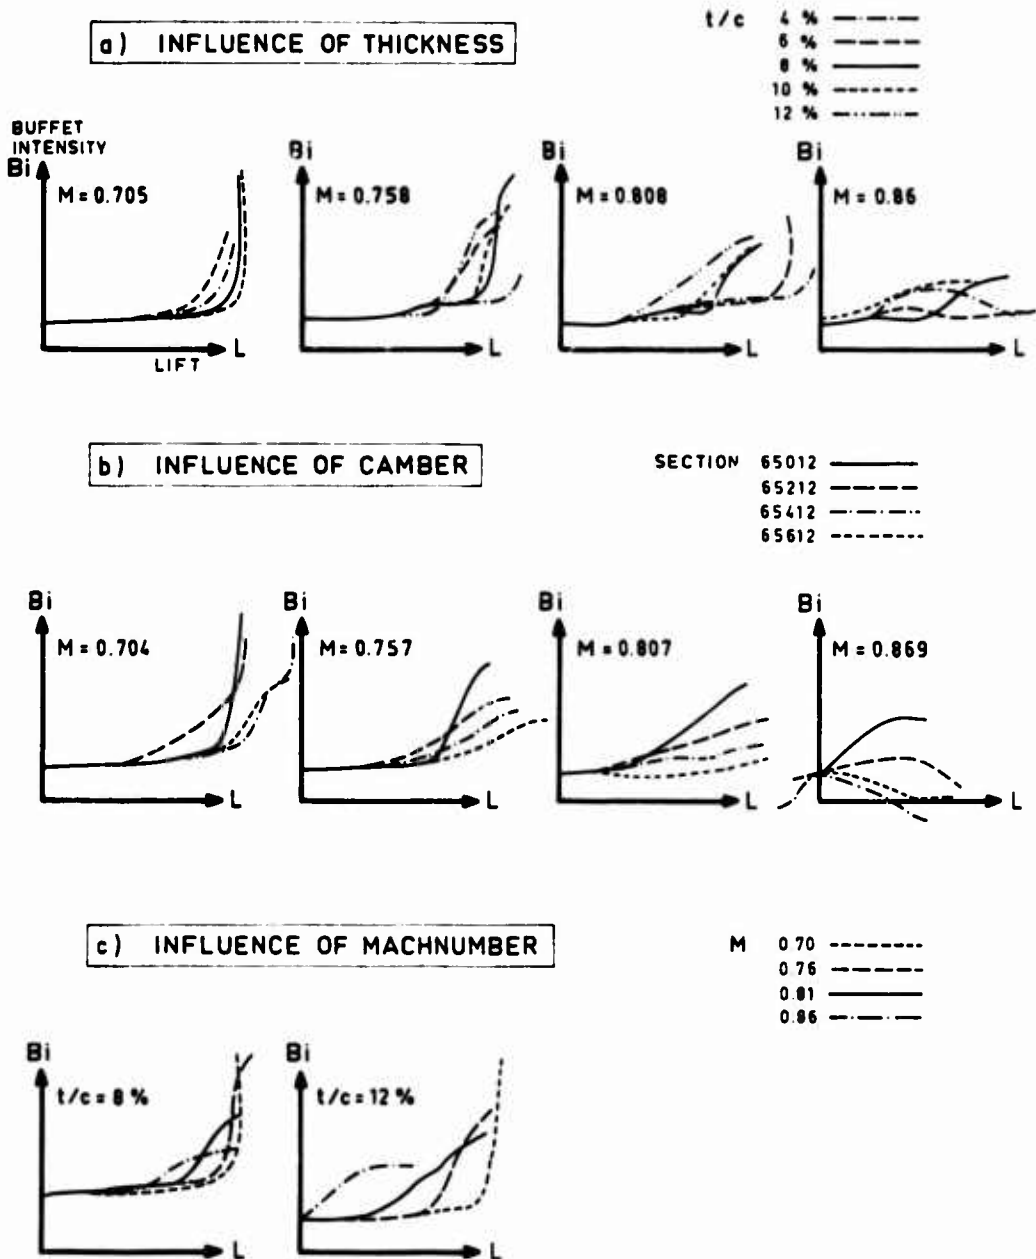 a) INFLUENCE OF THICKNESS
t/c 4 %
6 %
8 %
10 %
12 %
BUFFET
INTENSITY
Bi
M = 0.705
L
LIFT
Bi
M = 0.758
L
Bi
M = 0.808
L
Bi
M = 0.86
L
b) INFLUENCE OF CAMBER
SECTION 65012
65212
65412
65612
Bi
M = 0.704
L
Bi
M = 0.757
L
Bi
M = 0.807
L
Bi
M = 0.869
L
c) INFLUENCE OF MACHNUMBER
M 0.70
0.76
0.81
0.86
Bi
t/c = 8 %
L
Bi
t/c = 12 %
L